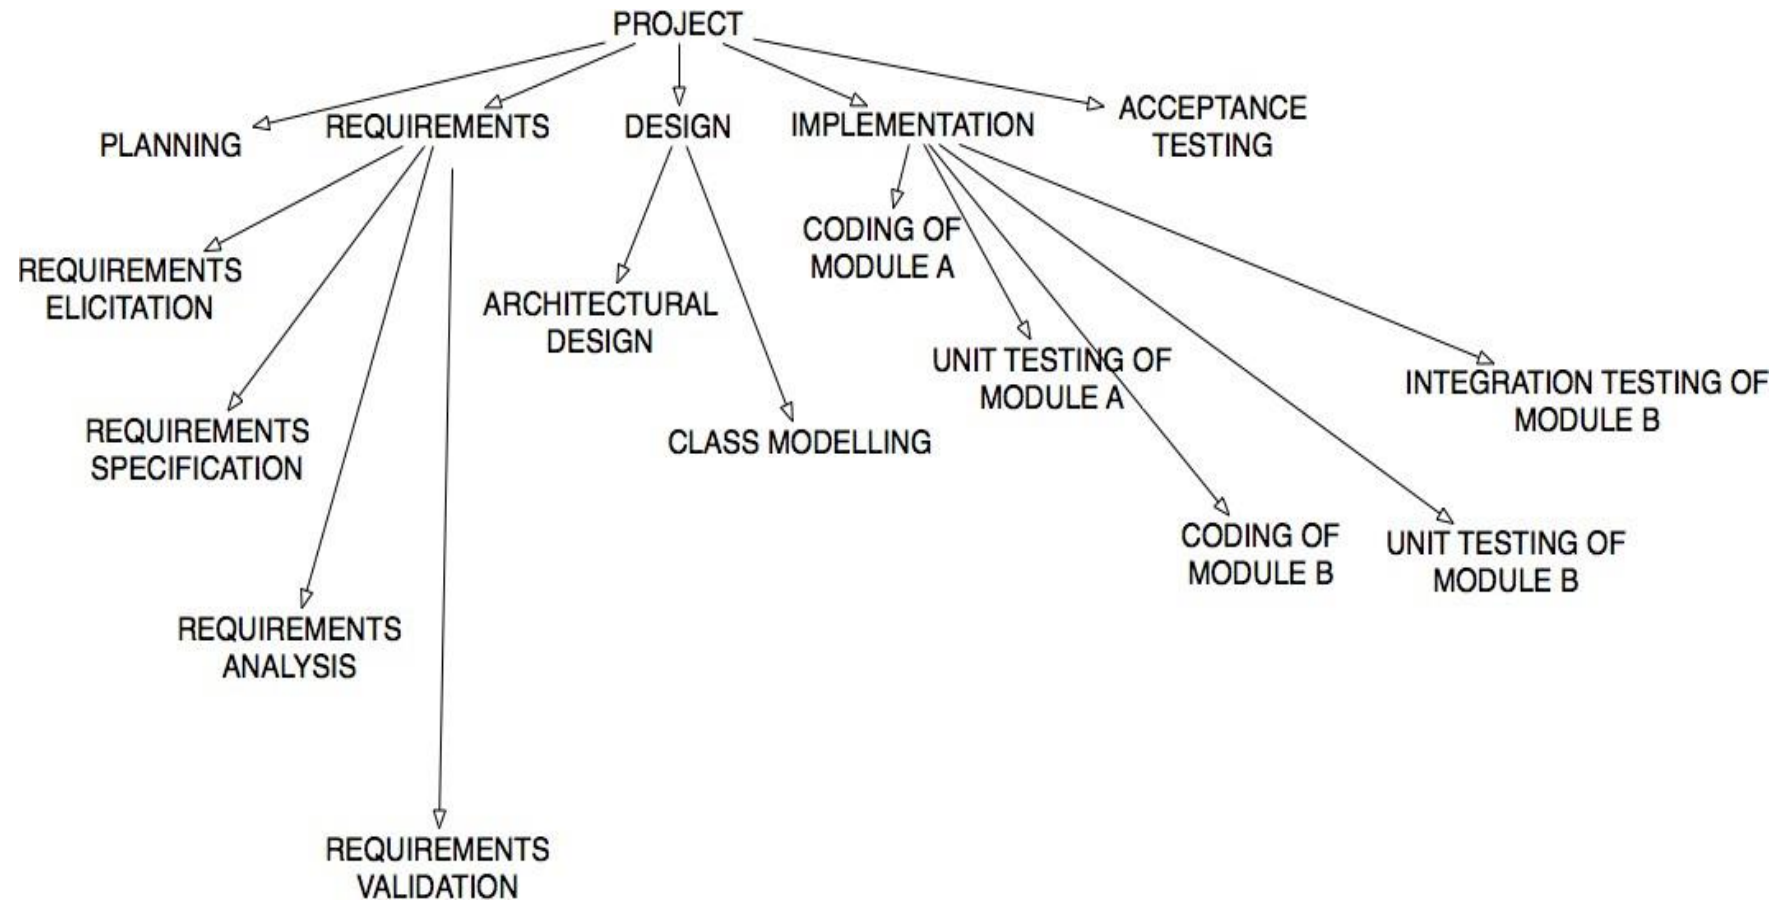 PROJECT
PLANNING
REQUIREMENTS
DESIGN
IMPLEMENTATION
ACCEPTANCE
TESTING
REQUIREMENTS
ELICITATION
REQUIREMENTS
SPECIFICATION
REQUIREMENTS
ANALYSIS
REQUIREMENTS
VALIDATION
ARCHITECTURAL
DESIGN
CLASS MODELLING
CODING OF
MODULE A
UNIT TESTING OF
MODULE A
CODING OF
MODULE B
UNIT TESTING OF
MODULE B
INTEGRATION TESTING OF
MODULE B